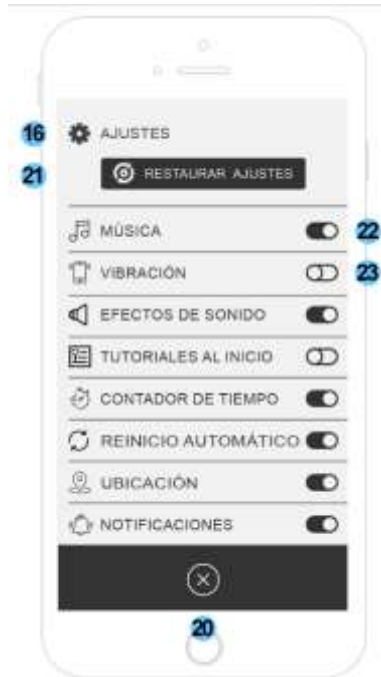 16 AJUSTES
21 RESTAURAR AJUSTES
MÚSICA 22
VIBRACIÓN 23
EFECTOS DE SONIDO
TUTORIALES AL INICIO
CONTADOR DE TIEMPO
REINICIO AUTOMÁTICO
UBICACIÓN
NOTIFICACIONES
20